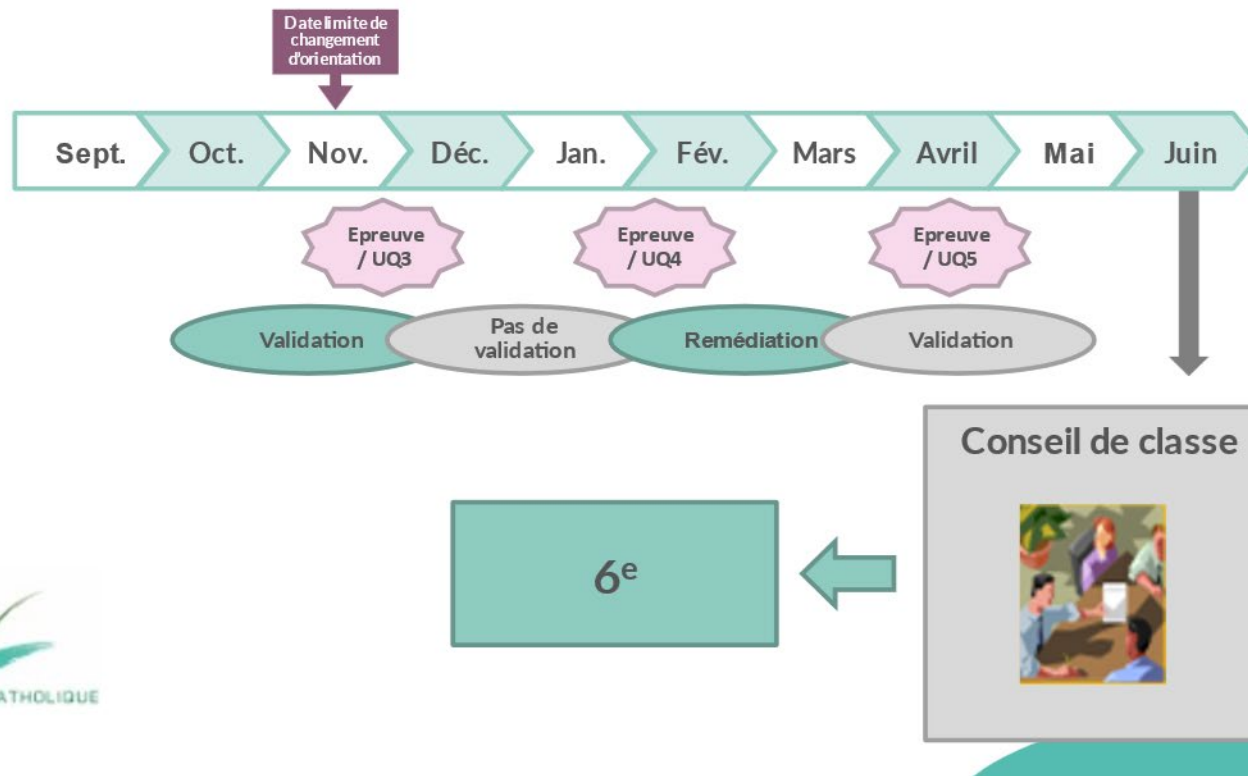 Date limite de
changement
d'orientation
Sept. Oct. Nov. Déc. Jan. Fév. Mars Avril Mai Juin
Epreuve
/ UQ3
Epreuve
/ UQ4
Epreuve
/ UQ5
Validation
Pas de
validation
Remédiation
Validation
Conseil de classe
6e
ATHOLIQUE